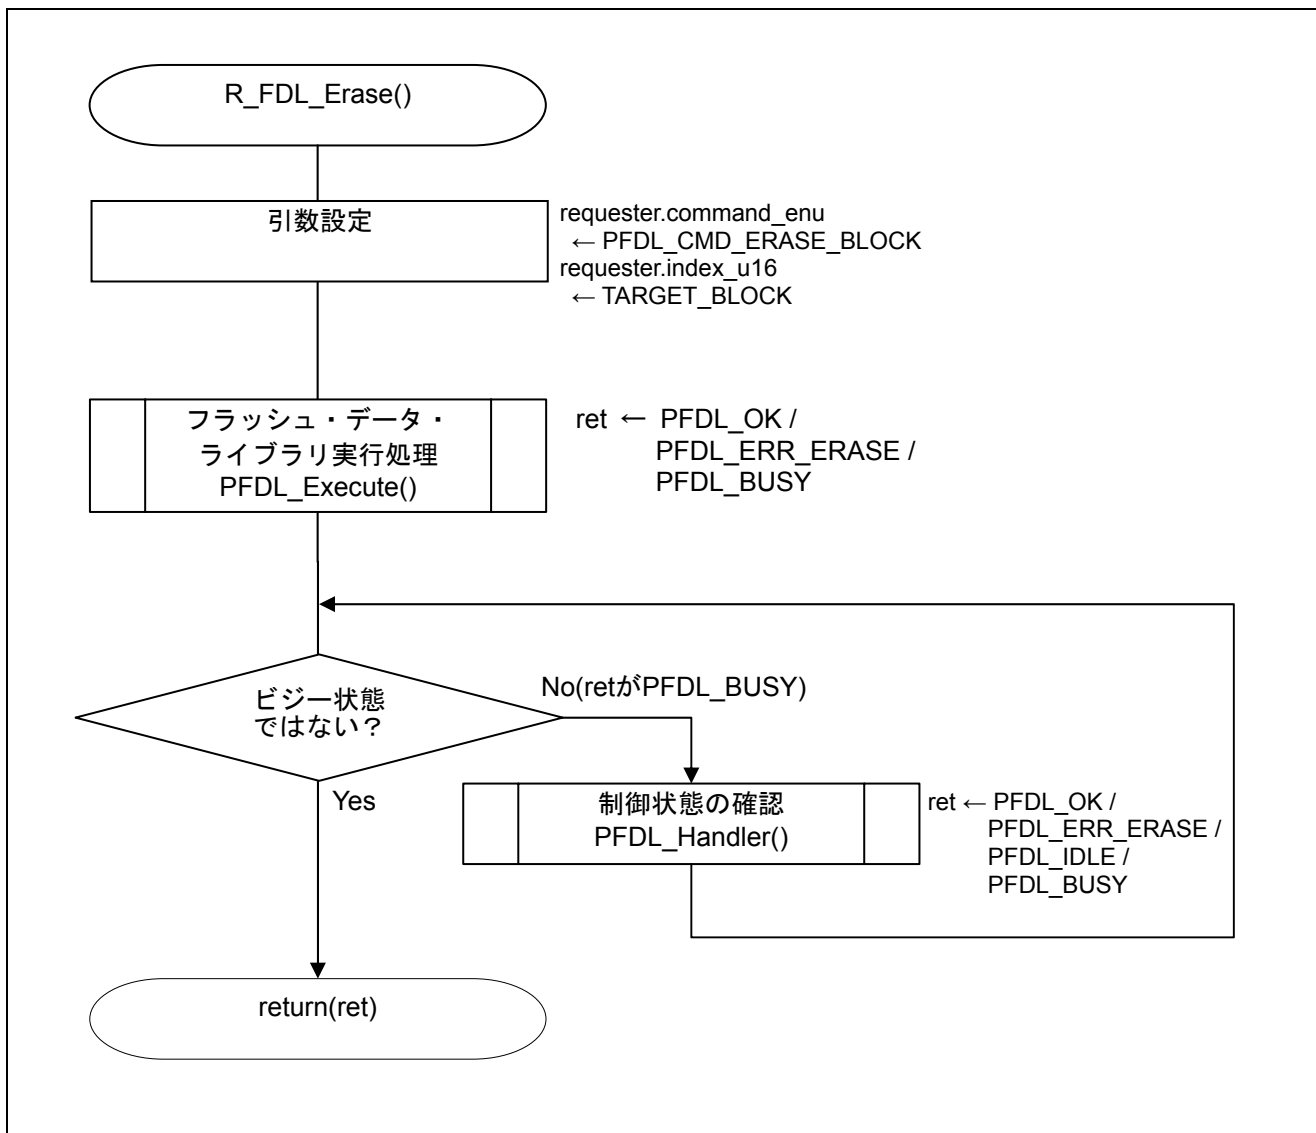 R_FDL_Erase()
引数設定
requester.command_enu
← PFDL_CMD_ERASE_BLOCK
requester.index_u16
← TARGET_BLOCK
フラッシュ・データ・
ライブラリ実行処理
PFDL_Execute()
ret ← PFDL_OK /
PFDL_ERR_ERASE /
PFDL_BUSY
ビジー状態
ではない？
No(retがPFDL_BUSY)
Yes
制御状態の確認
PFDL_Handler()
ret ← PFDL_OK /
PFDL_ERR_ERASE /
PFDL_IDLE /
PFDL_BUSY
return(ret)